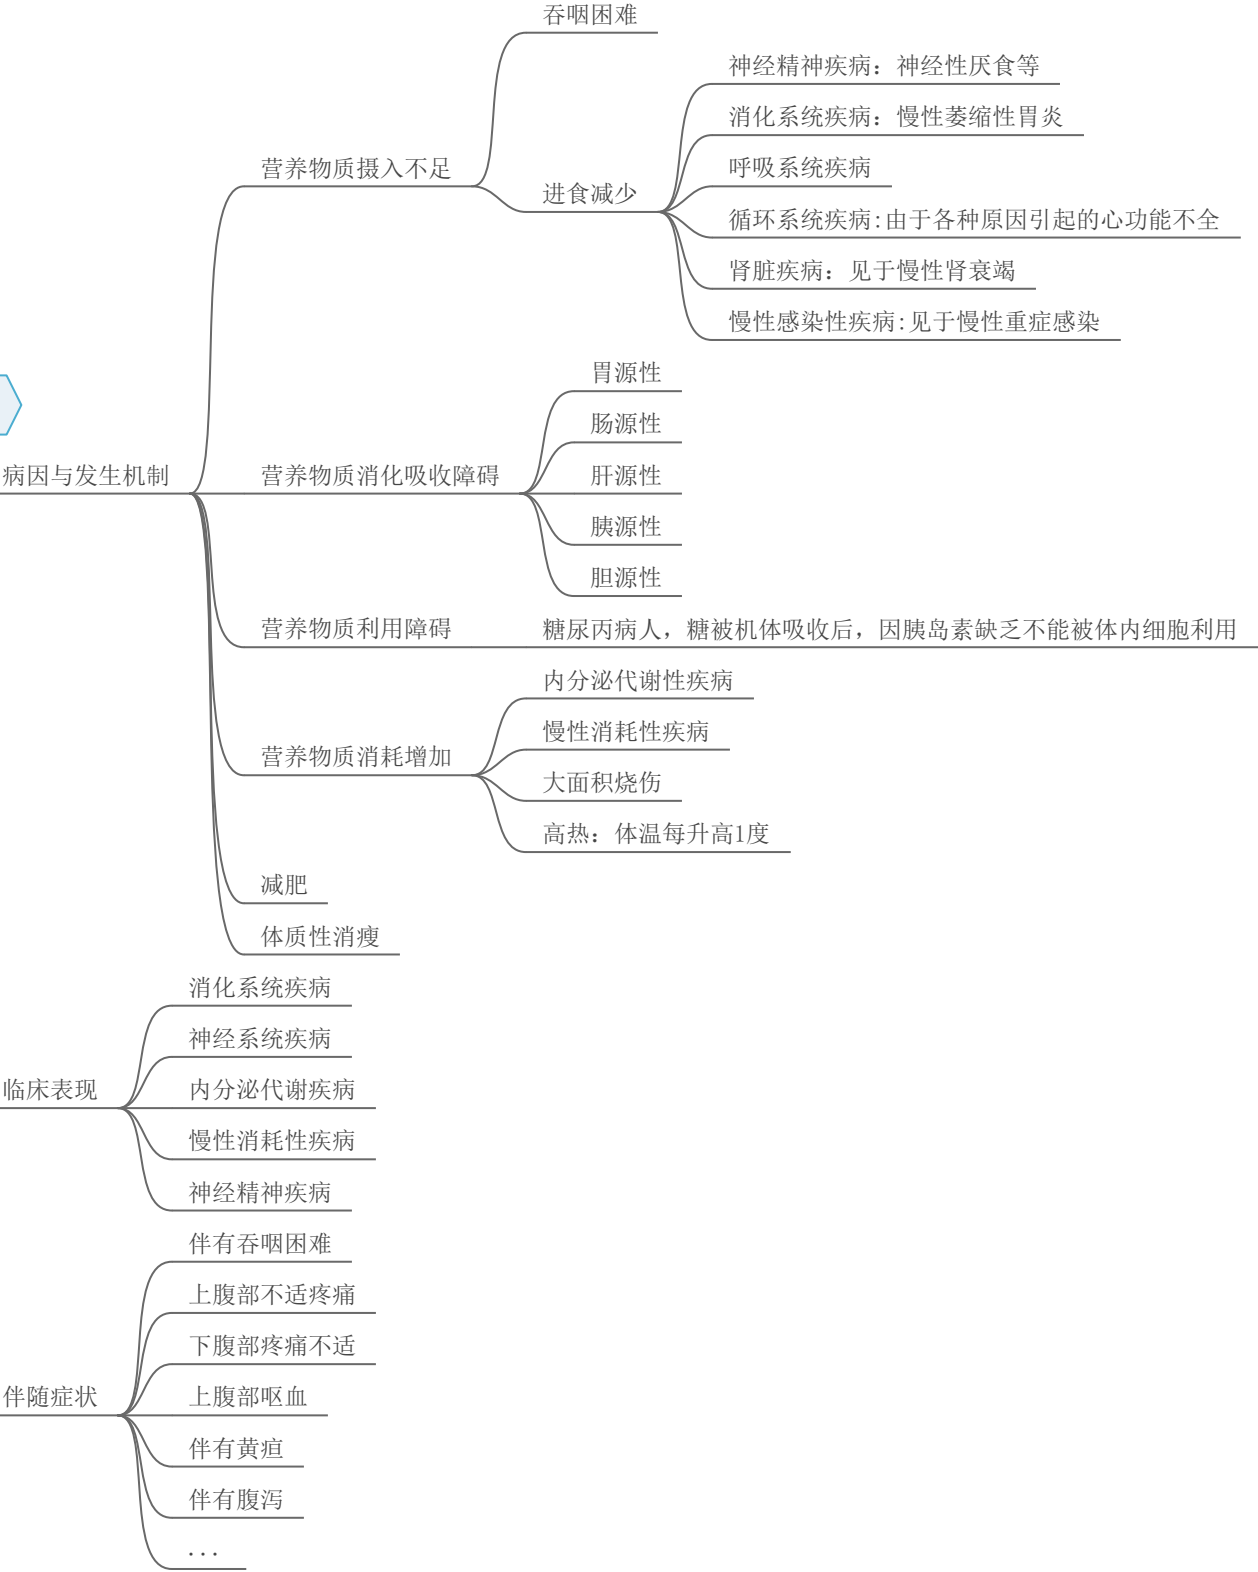 病因与发生机制
营养物质摄入不足
吞咽困难
进食减少
神经精神疾病：神经性厌食等
消化系统疾病：慢性萎缩性胃炎
呼吸系统疾病
循环系统疾病:由于各种原因引起的心功能不全
肾脏疾病：见于慢性肾衰竭
慢性感染性疾病:见于慢性重症感染
营养物质消化吸收障碍
胃源性
肠源性
肝源性
胰源性
胆源性
营养物质利用障碍
糖尿丙病人，糖被机体吸收后，因胰岛素缺乏不能被体内细胞利用
营养物质消耗增加
内分泌代谢性疾病
慢性消耗性疾病
大面积烧伤
高热：体温每升高1度
减肥
体质性消瘦
临床表现
消化系统疾病
神经系统疾病
内分泌代谢疾病
慢性消耗性疾病
神经精神疾病
伴随症状
伴有吞咽困难
上腹部不适疼痛
下腹部疼痛不适
上腹部呕血
伴有黄疸
伴有腹泻
...